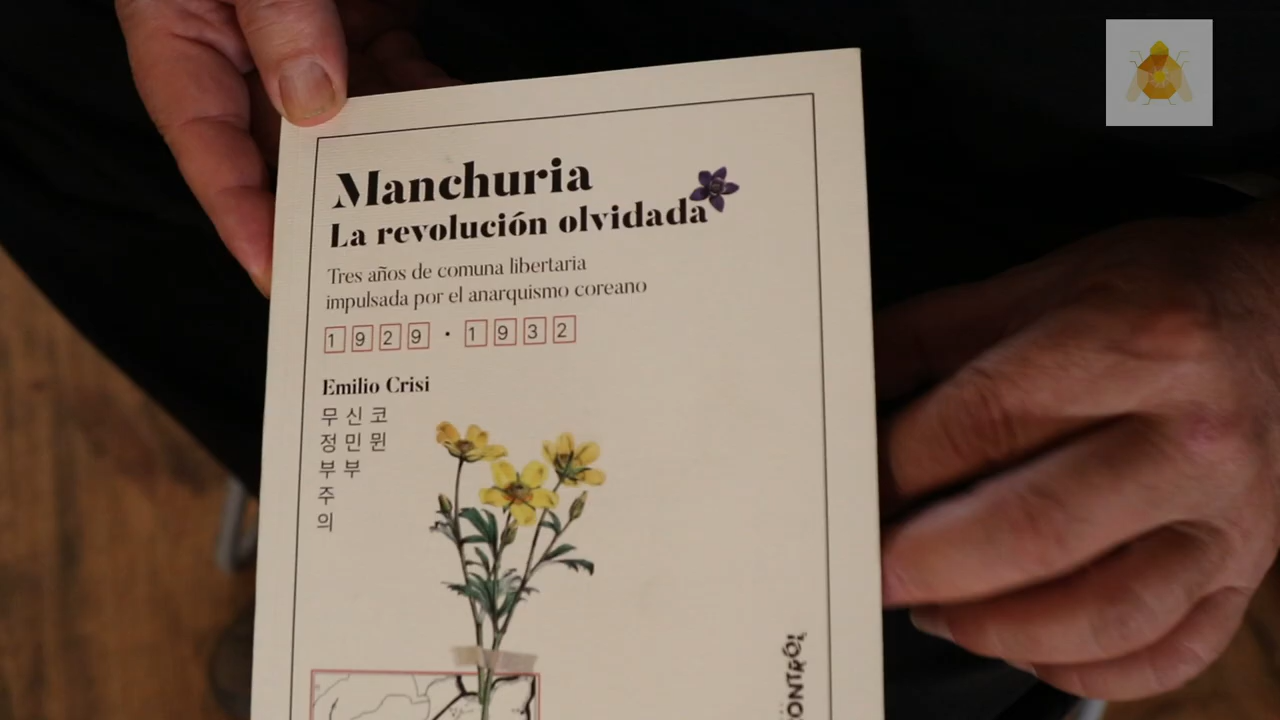 Manchuria
La revolución olvidada
Tres años de comuna libertaria
impulsada por el anarquismo coreano
1929 · 1932
Emilio Crisi
무 신 코
정 민 뮌
부 부
주
의